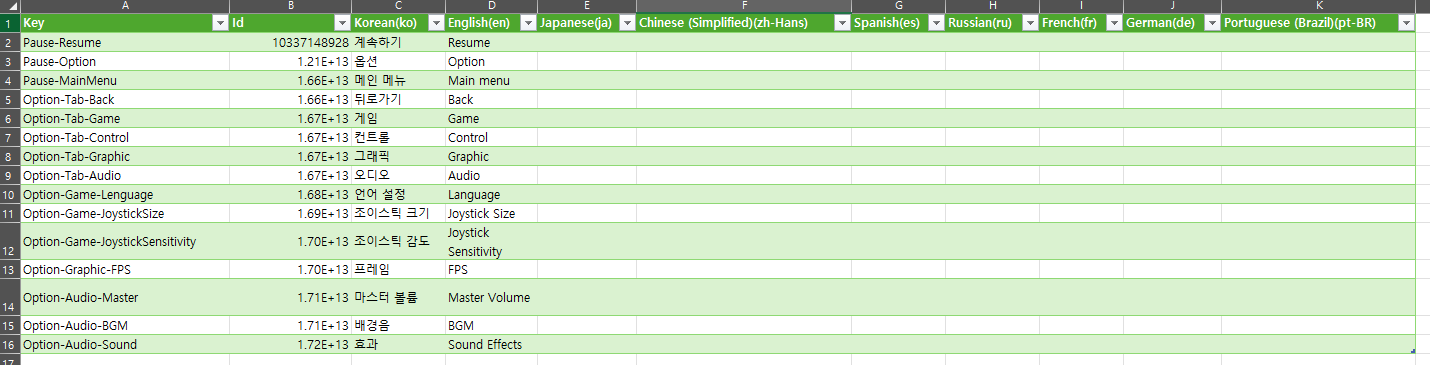 A B C D E F G H I J K
1 Key Id Korean(ko) English(en) Japanese(ja) Chinese (Simplified)(zh-Hans) Spanish(es) Russian(ru) French(fr) German(de) Portuguese (Brazil)(pt-BR)
2 Pause-Resume 10337148928 계속하기 Resume
3 Pause-Option 1.21E+13 옵션 Option
4 Pause-MainMenu 1.66E+13 메인 메뉴 Main menu
5 Option-Tab-Back 1.66E+13 뒤로가기 Back
6 Option-Tab-Game 1.67E+13 게임 Game
7 Option-Tab-Control 1.67E+13 컨트롤 Control
8 Option-Tab-Graphic 1.67E+13 그래픽 Graphic
9 Option-Tab-Audio 1.67E+13 오디오 Audio
10 Option-Game-Lenguage 1.68E+13 언어 설정 Language
11 Option-Game-JoystickSize 1.69E+13 조이스틱 크기 Joystick Size
12 Option-Game-JoystickSensitivity 1.70E+13 조이스틱 감도 Joystick
Sensitivity
13 Option-Graphic-FPS 1.70E+13 프레임 FPS
14 Option-Audio-Master 1.71E+13 마스터 볼륨 Master Volume
15 Option-Audio-BGM 1.71E+13 배경음 BGM
16 Option-Audio-Sound 1.72E+13 효과 Sound Effects
17